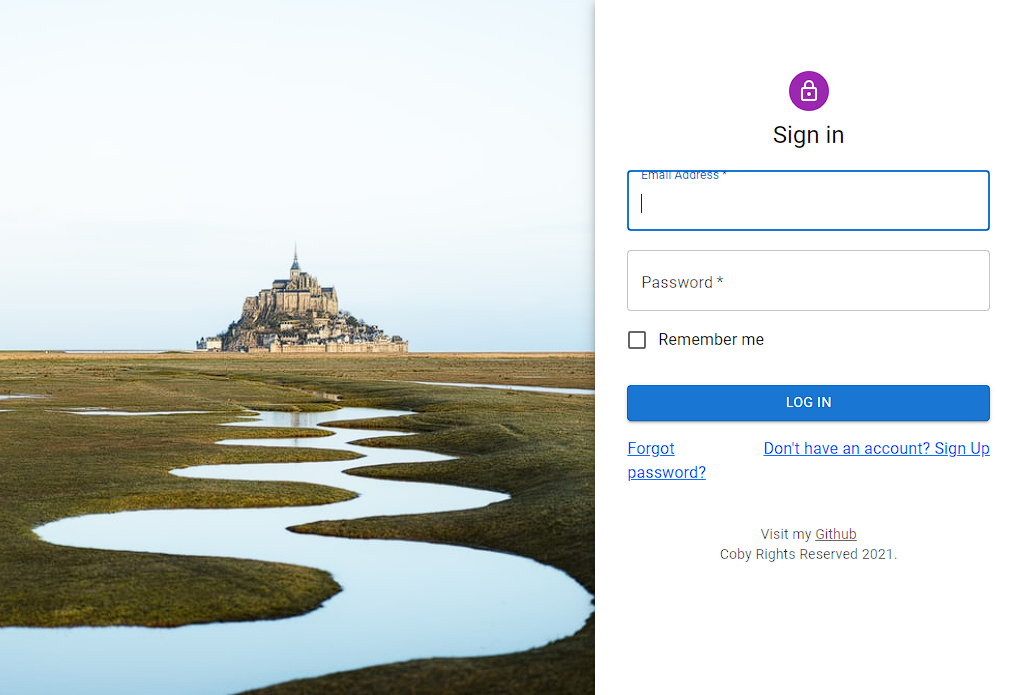 Sign in
Email Address *
Password *
Remember me
LOG IN
Forgot password?
Don't have an account? Sign Up
Visit my Github
Coby Rights Reserved 2021.